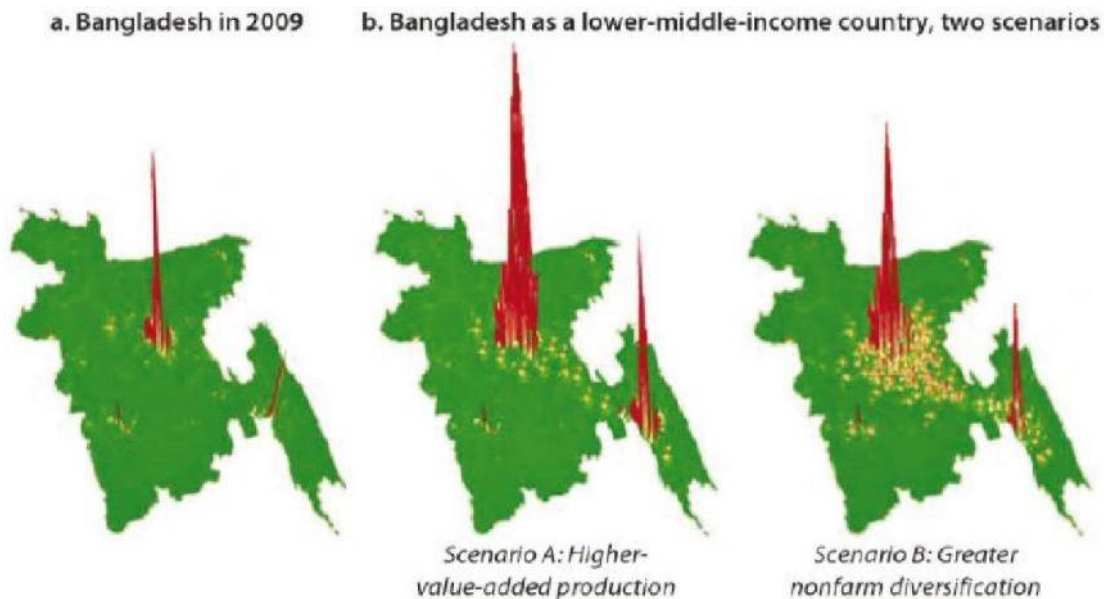 a. Bangladesh in 2009
b. Bangladesh as a lower-middle-income country, two scenarios
Scenario A: Higher-
value-added production
Scenario B: Greater
nonfarm diversification